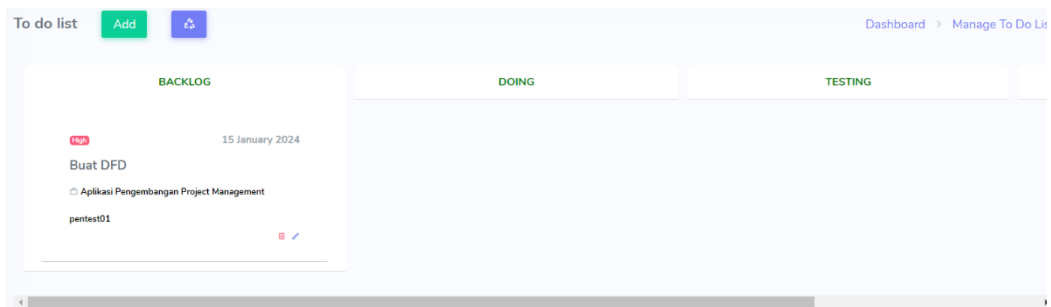 To do list Add Dashboard > Manage To Do Lis
BACKLOG DOING TESTING
High 15 January 2024
Buat DFD
Aplikasi Pengembangan Project Management
pentest01